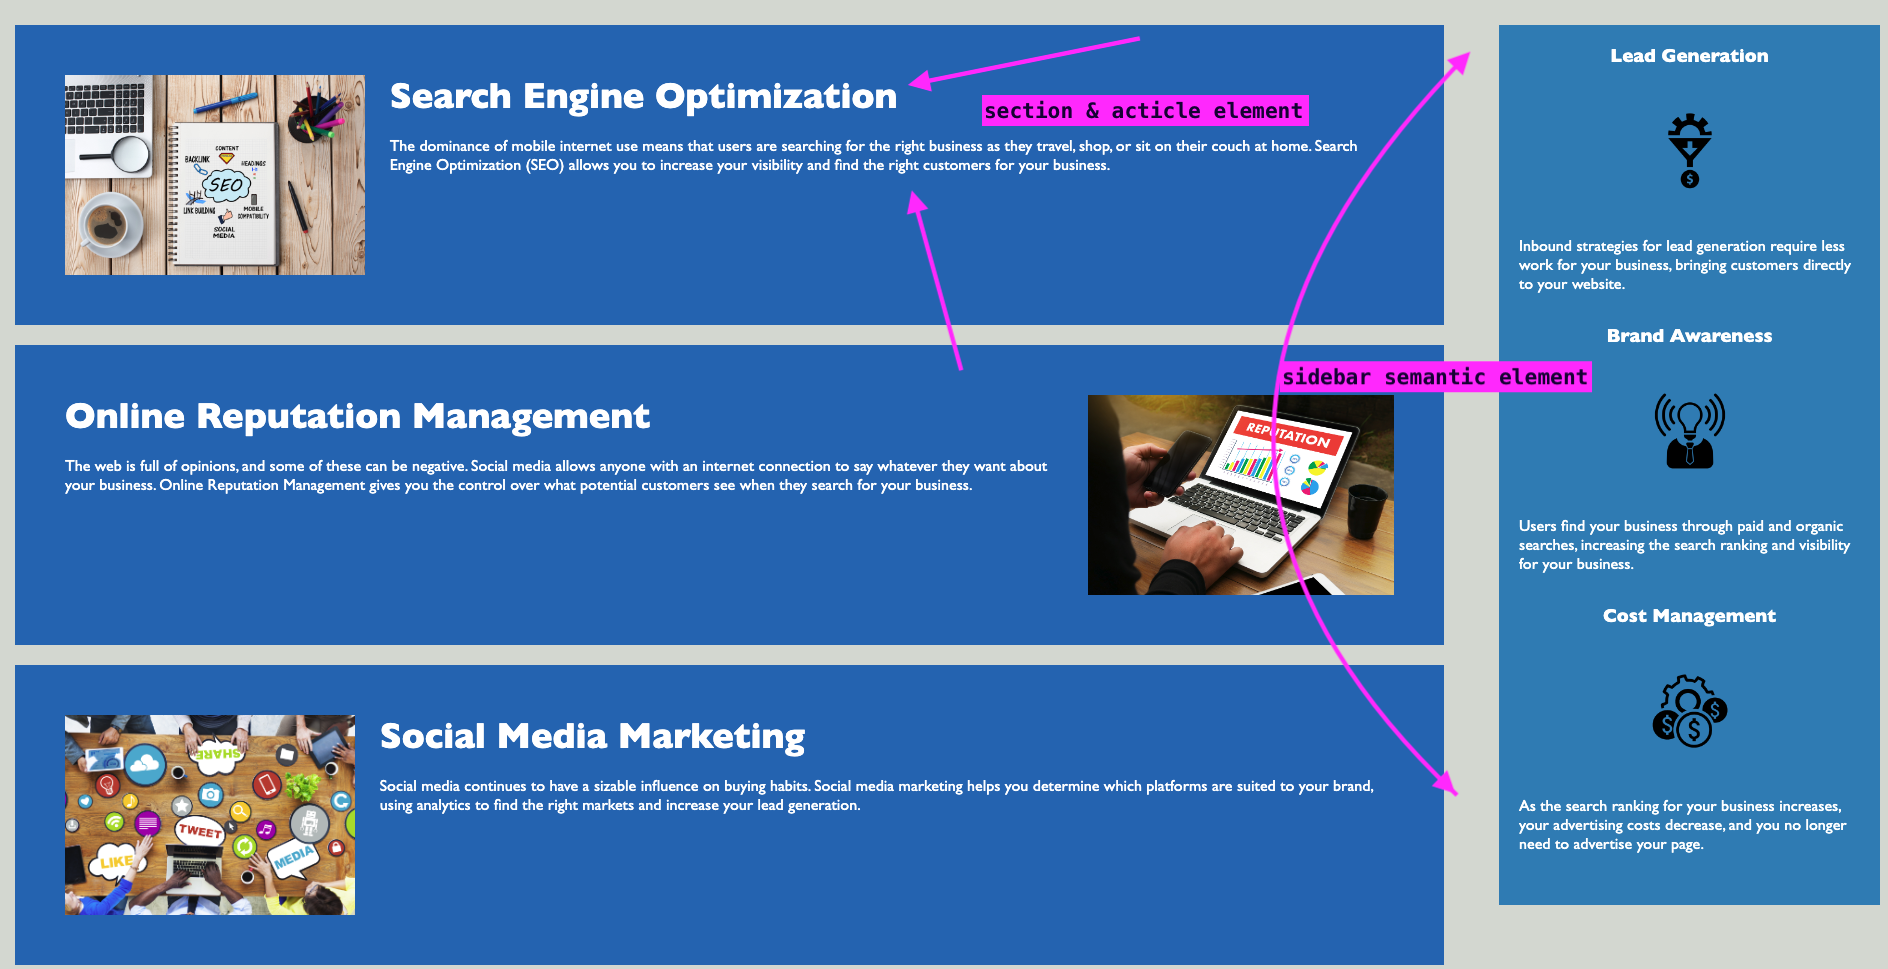 Search Engine Optimization
section & acticle element
The dominance of mobile internet use means that users are searching for the right business as they travel, shop, or sit on their couch at home. Search
Engine Optimization (SEO) allows you to increase your visibility and find the right customers for your business.
CONTENT
BACKLINK
HEADINGS
SEO
LINK BUILDING
MOBILE
COMPATIBILITY
SOCIAL
MEDIA
Online Reputation Management
The web is full of opinions, and some of these can be negative. Social media allows anyone with an internet connection to say whatever they want about
your business. Online Reputation Management gives you the control over what potential customers see when they search for your business.
REPUTATION
Social Media Marketing
Social media continues to have a sizable influence on buying habits. Social media marketing helps you determine which platforms are suited to your brand,
using analytics to find the right markets and increase your lead generation.
SHARE
TWEET
LIKE
MEDIA
Lead Generation
$
Inbound strategies for lead generation require less
work for your business, bringing customers directly
to your website.
Brand Awareness
sidebar semantic element
Users find your business through paid and organic
searches, increasing the search ranking and visibility
for your business.
Cost Management
$ $ $
As the search ranking for your business increases,
your advertising costs decrease, and you no longer
need to advertise your page.